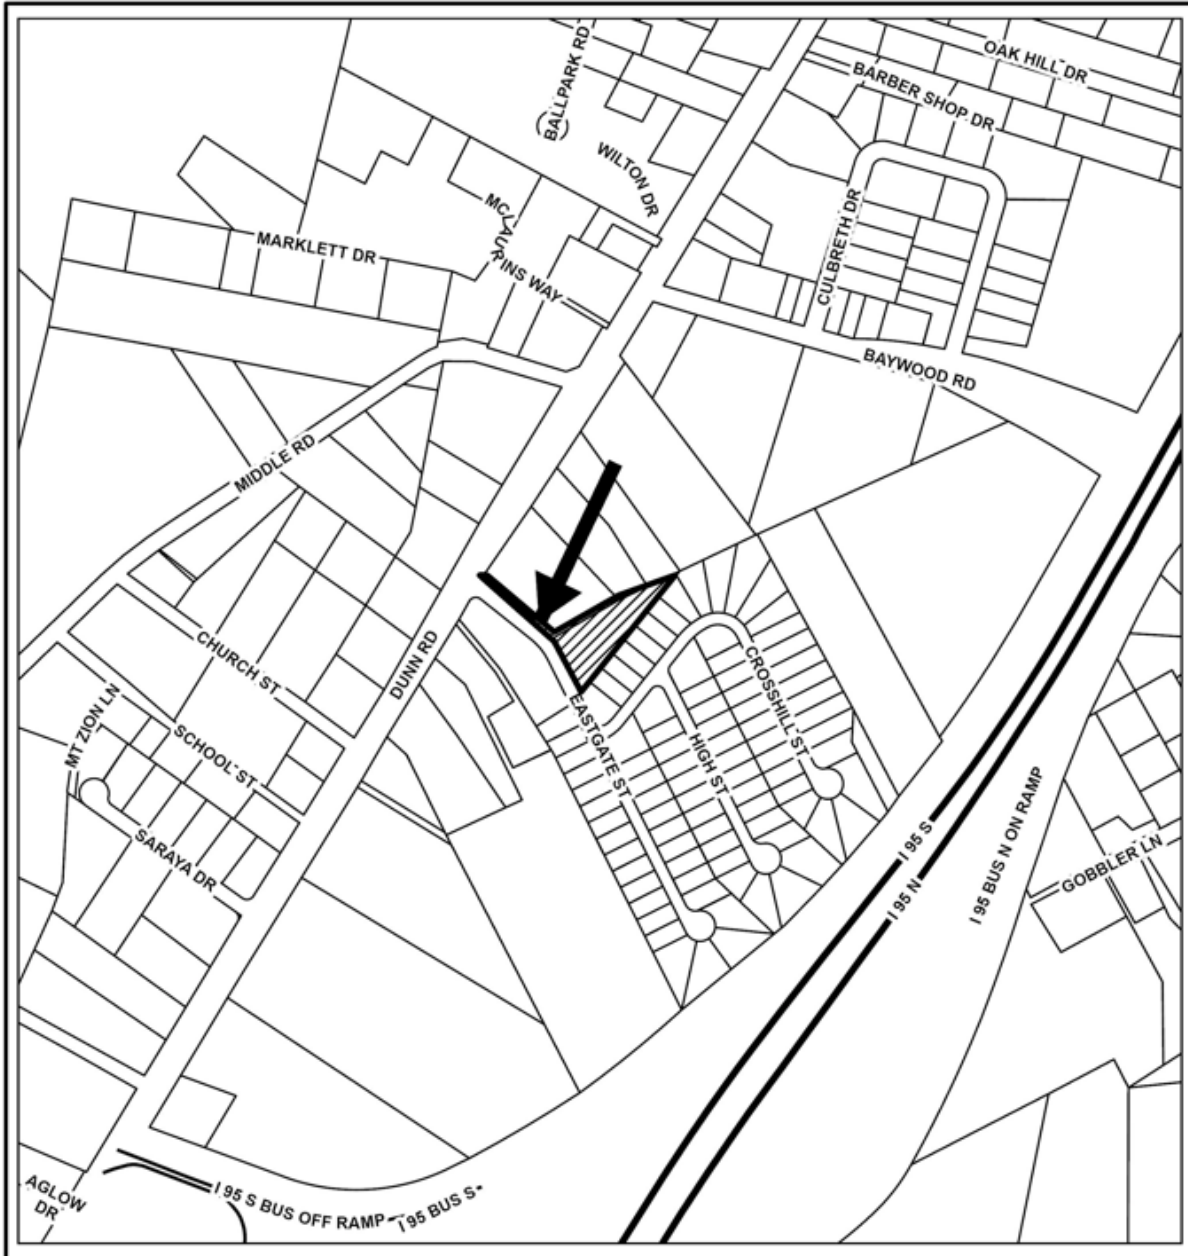 BALLPARK RD
OAK HILL DR
BARBER SHOP DR
WILTON DR
CULBRETH DR
MCLAURINS WAY
MARKLETT DR
BAYWOOD RD
MIDDLE RD
CHURCH ST
DUNN RD
CROSSHILL ST
MT ZION LN
SCHOOL ST
EASTGATE ST
HIGH ST
SARAYA DR
I 95 S
I 95 N
I 95 BUS N ON RAMP
GOBBLER LN
AGLOW
DR
I 95 S BUS OFF RAMP
I 95 BUS S